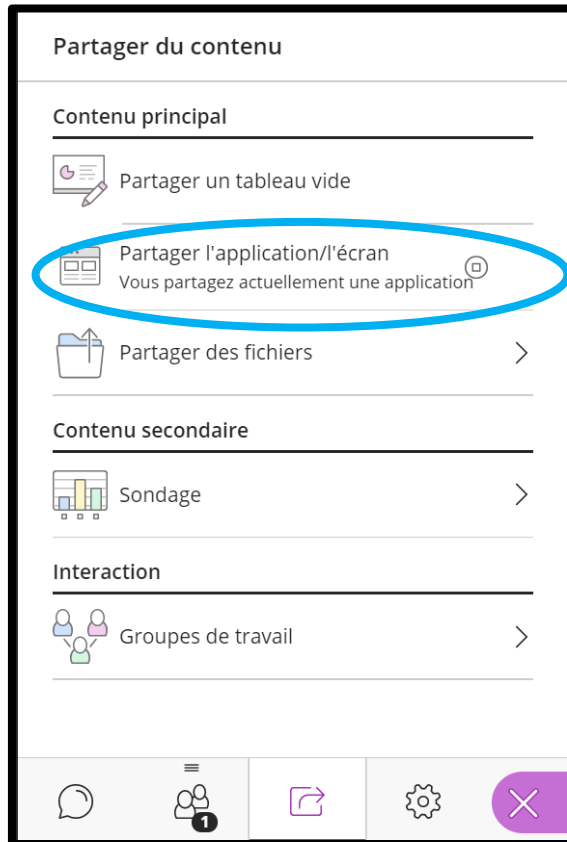 Partager du contenu
Contenu principal
Partager un tableau vide
Partager l'application/l'écran
Vous partagez actuellement une application
Partager des fichiers
Contenu secondaire
Sondage
Interaction
Groupes de travail
1